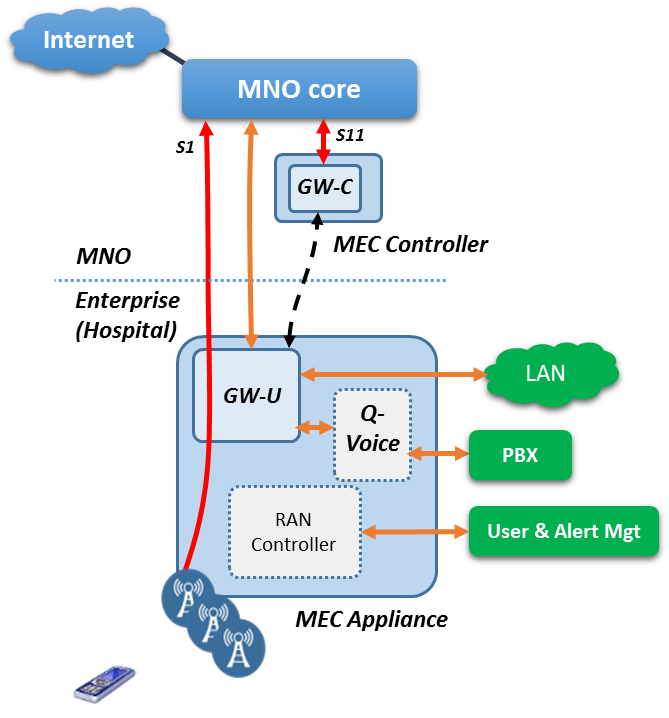 Internet
MNO core
S1
S11
GW-C
MEC Controller
MNO
Enterprise
(Hospital)
GW-U
LAN
Q-
Voice
PBX
RAN
Controller
User & Alert Mgt
MEC Appliance